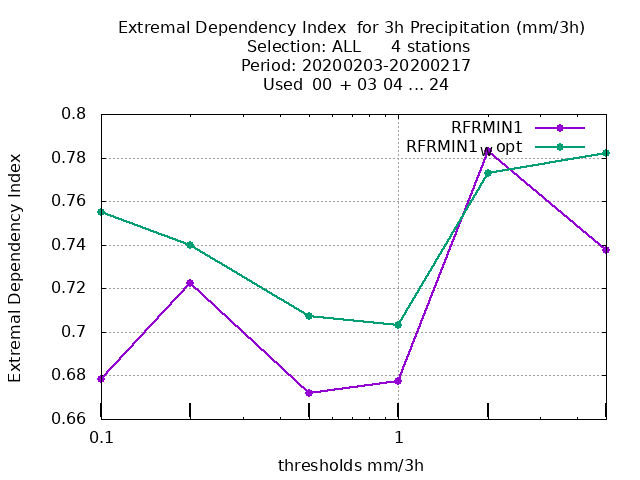 Extremal Dependency Index  for 3h Precipitation (mm/3h)
Selection: ALL      4 stations
Period: 20200203-20200217
Used  00 + 03 04 ... 24
RFRMIN1
RFRMIN1w opt
0.8
0.78
0.76
0.74
0.72
0.7
0.68
0.66
Extremal Dependency Index
0.1
1
thresholds mm/3h